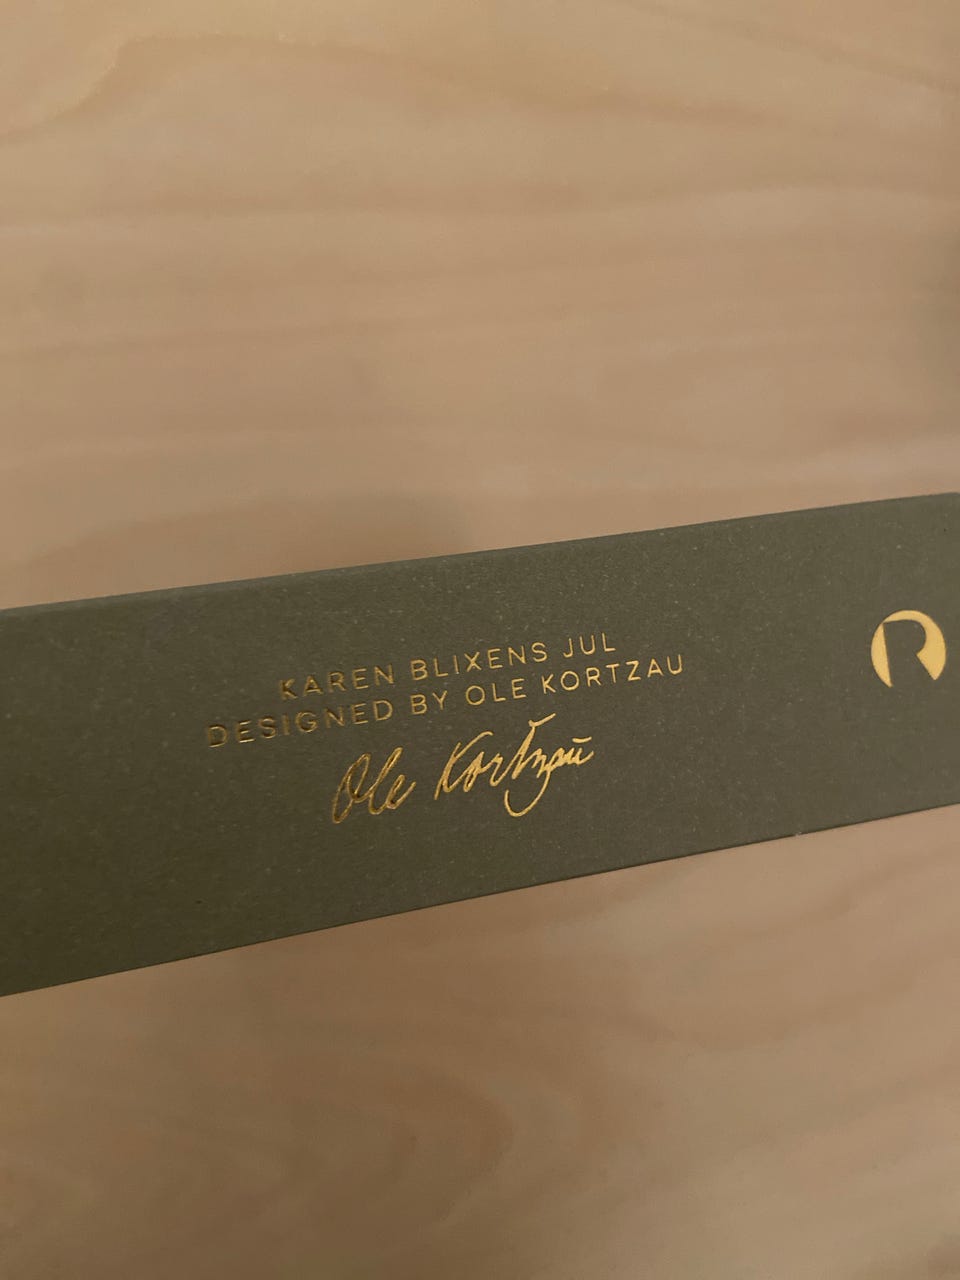 KAREN BLIXENS JUL
DESIGNED BY OLE KORTZAU
Ole Kortzau
R